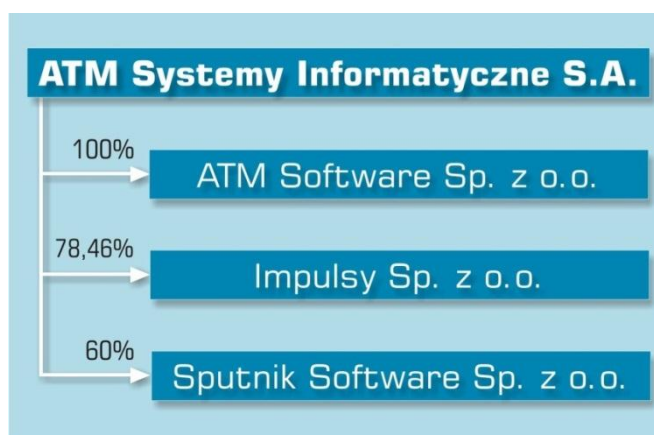 ATM Systemy Informatyczne S.A.
100%
ATM Software Sp. z o.o.
78,46%
Impulsy Sp. z o.o.
60%
Sputnik Software Sp. z o.o.